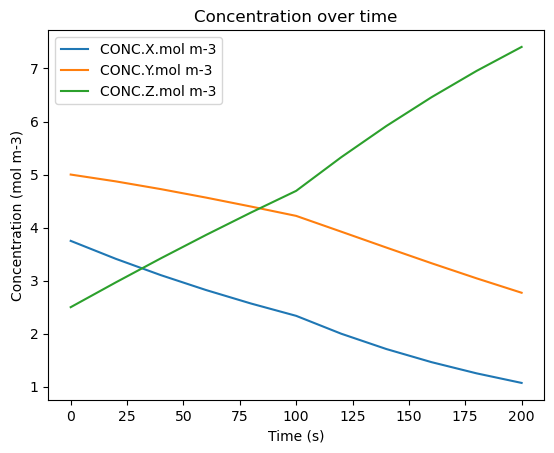 Concentration over time
CONC.X.mol m-3
CONC.Y.mol m-3
CONC.Z.mol m-3
Concentration (mol m-3)
7
6
5
4
3
2
1
0 25 50 75 100 125 150 175 200
Time (s)